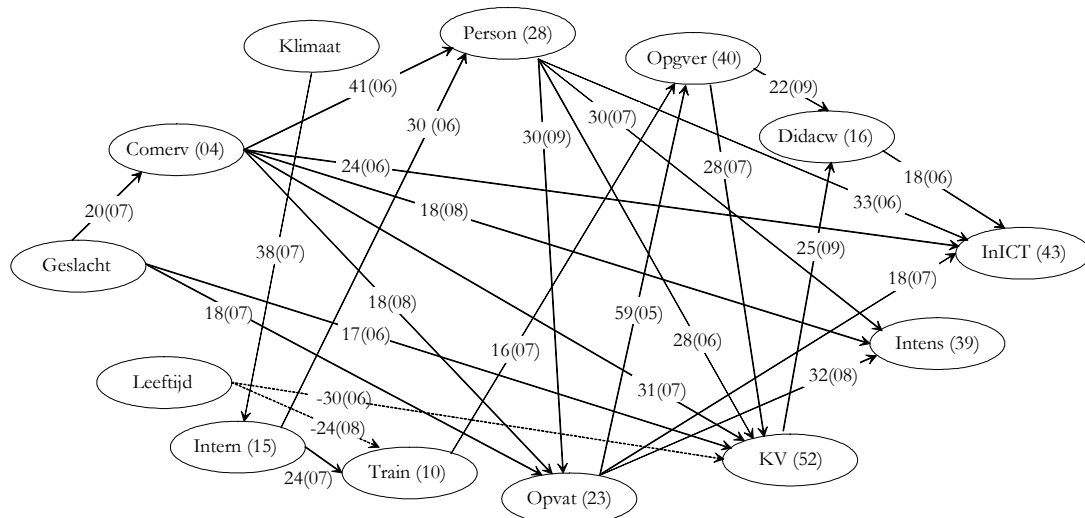 Person (28)
Klimaat
Opgver (40)
22(09)
41(06)
30 (06)
30(09)
30(07)
28(07)
Didacw (16)
Comerv (04)
24(06)
18(06)
33(06)
20(07)
18(08)
25(09)
38(07)
InICT (43)
Geslacht
18(07)
18(07)
18(08)
59(05)
17(06)
28(06)
16(07)
Intens (39)
32(08)
Leeftijd
-30(06)
31(07)
-24(08)
Intern (15)
KV (52)
24(07)
Train (10)
Opvat (23)